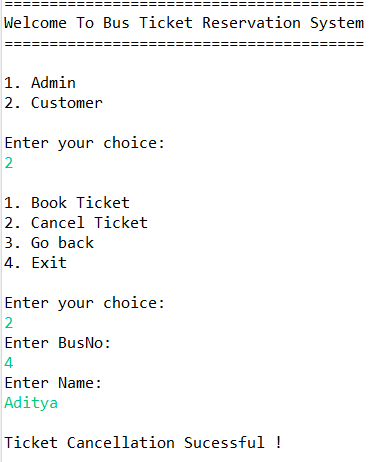 ========================================
Welcome To Bus Ticket Reservation System
========================================
1. Admin
2. Customer
Enter your choice:
2
1. Book Ticket
2. Cancel Ticket
3. Go back
4. Exit
Enter your choice:
2
Enter BusNo:
4
Enter Name:
Aditya
Ticket Cancellation Sucessful !